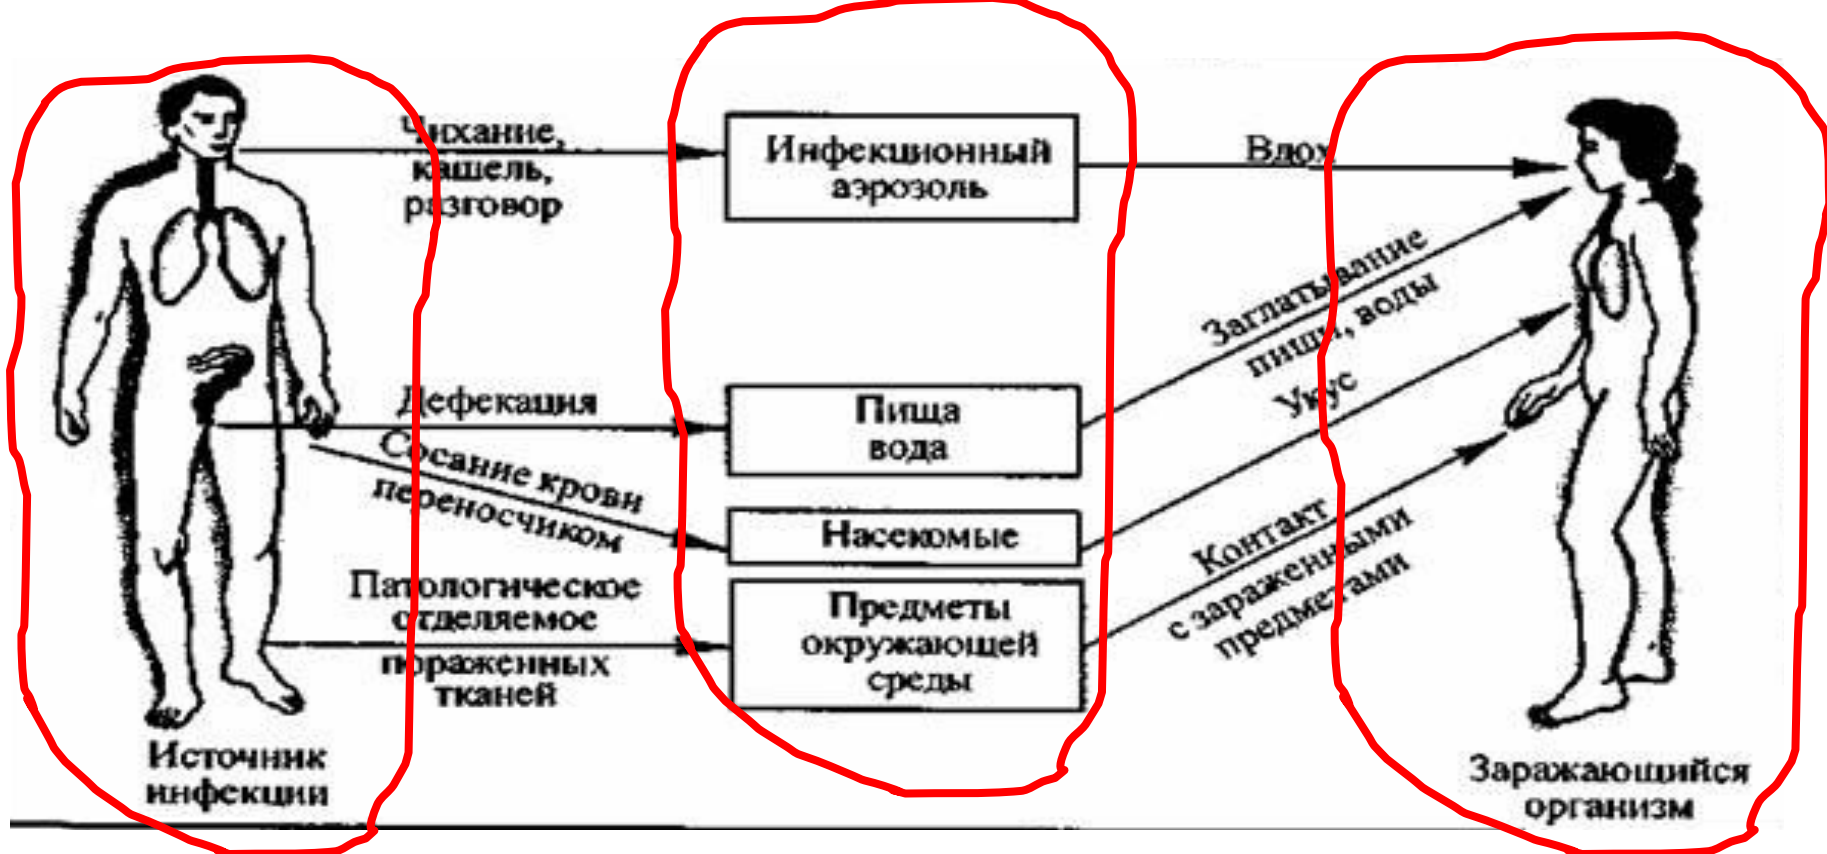 Чихание,
кашель,
разговор
Инфекционный
аэрозоль
Вдох
Заглатывание
пищи, воды
Дефекация
Пища
вода
Укус
Сосание крови
переносчиком
Насекомые
Контакт
с зараженными
предметами
Патологическое
отделяемое
пораженных
тканей
Предметы
окружающей
среды
Источник
инфекции
Заражающийся
организм